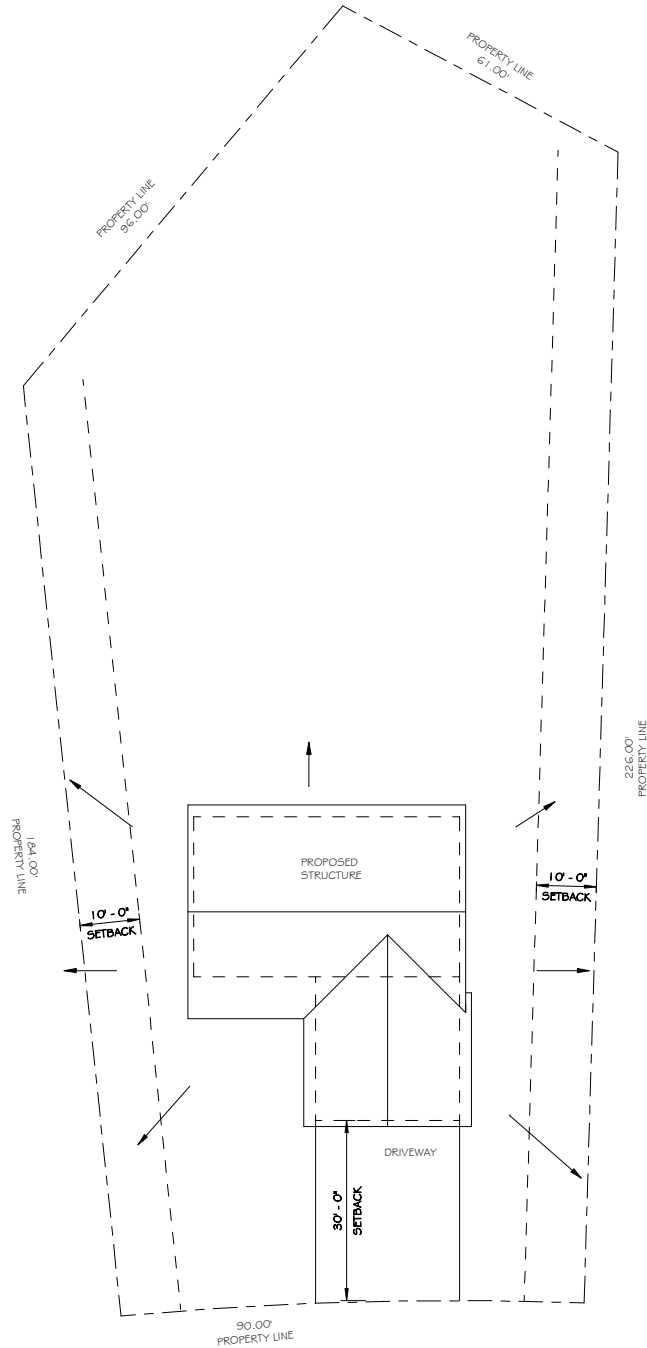 PROPERTY LINE
61.00'
PROPERTY LINE
96.00'
226.00'
PROPERTY LINE
184.00'
PROPERTY LINE
PROPOSED
STRUCTURE
10' - 0"
SETBACK
10' - 0"
SETBACK
DRIVEWAY
30' - 0"
SETBACK
90.00'
PROPERTY LINE